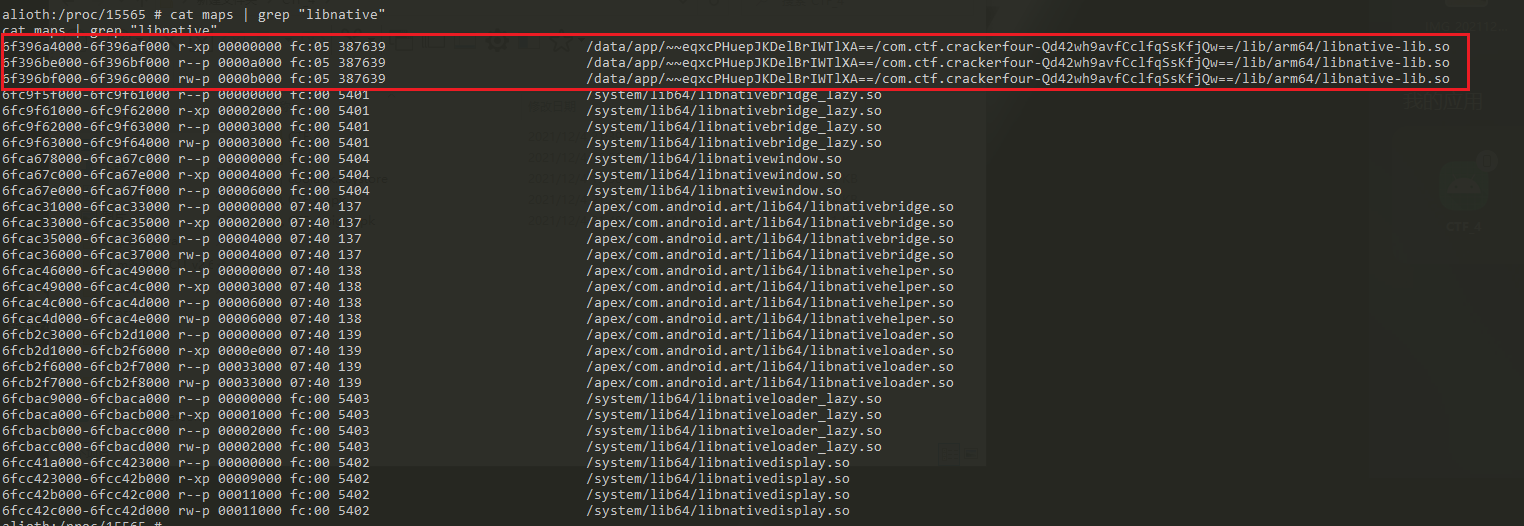 alioth:/proc/15565 # cat maps | grep "libnative"
cat maps | grep "libnative"
6f396a4000-6f396af000 r-xp 00000000 fc:05 387639 /data/app/~~eqxcPHuepJKDelBrIWTlXA==/com.ctf.crackerfour-Qd42wh9avfCclfqSsKfjQw==/lib/arm64/libnative-lib.so
6f396be000-6f396bf000 r--p 0000a000 fc:05 387639 /data/app/~~eqxcPHuepJKDelBrIWTlXA==/com.ctf.crackerfour-Qd42wh9avfCclfqSsKfjQw==/lib/arm64/libnative-lib.so
6f396bf000-6f396c0000 rw-p 0000b000 fc:05 387639 /data/app/~~eqxcPHuepJKDelBrIWTlXA==/com.ctf.crackerfour-Qd42wh9avfCclfqSsKfjQw==/lib/arm64/libnative-lib.so
6fc9f5f000-6fc9f61000 r--p 00000000 fc:00 5401 /system/lib64/libnativebridge_lazy.so
6fc9f61000-6fc9f62000 r-xp 00002000 fc:00 5401 /system/lib64/libnativebridge_lazy.so
6fc9f62000-6fc9f63000 r--p 00003000 fc:00 5401 /system/lib64/libnativebridge_lazy.so
6fc9f63000-6fc9f64000 rw-p 00003000 fc:00 5401 /system/lib64/libnativebridge_lazy.so
6fca678000-6fca67c000 r--p 00000000 fc:00 5404 /system/lib64/libnativewindow.so
6fca67c000-6fca67e000 r-xp 00004000 fc:00 5404 /system/lib64/libnativewindow.so
6fca67e000-6fca67f000 r--p 00006000 fc:00 5404 /system/lib64/libnativewindow.so
6fcac31000-6fcac33000 r--p 00000000 07:40 137 /apex/com.android.art/lib64/libnativebridge.so
6fcac33000-6fcac35000 r-xp 00002000 07:40 137 /apex/com.android.art/lib64/libnativebridge.so
6fcac35000-6fcac36000 r--p 00004000 07:40 137 /apex/com.android.art/lib64/libnativebridge.so
6fcac36000-6fcac37000 rw-p 00004000 07:40 137 /apex/com.android.art/lib64/libnativebridge.so
6fcac46000-6fcac49000 r--p 00000000 07:40 138 /apex/com.android.art/lib64/libnativehelper.so
6fcac49000-6fcac4c000 r-xp 00003000 07:40 138 /apex/com.android.art/lib64/libnativehelper.so
6fcac4c000-6fcac4d000 r--p 00006000 07:40 138 /apex/com.android.art/lib64/libnativehelper.so
6fcac4d000-6fcac4e000 rw-p 00006000 07:40 138 /apex/com.android.art/lib64/libnativehelper.so
6fcb2c3000-6fcb2d1000 r--p 00000000 07:40 139 /apex/com.android.art/lib64/libnativeloader.so
6fcb2d1000-6fcb2f6000 r-xp 0000e000 07:40 139 /apex/com.android.art/lib64/libnativeloader.so
6fcb2f6000-6fcb2f7000 r--p 00033000 07:40 139 /apex/com.android.art/lib64/libnativeloader.so
6fcb2f7000-6fcb2f8000 rw-p 00033000 07:40 139 /apex/com.android.art/lib64/libnativeloader.so
6fcbac9000-6fcbaca000 r--p 00000000 fc:00 5403 /system/lib64/libnativeloader_lazy.so
6fcbaca000-6fcbacb000 r-xp 00001000 fc:00 5403 /system/lib64/libnativeloader_lazy.so
6fcbacb000-6fcbacc000 r--p 00002000 fc:00 5403 /system/lib64/libnativeloader_lazy.so
6fcbacc000-6fcbacd000 rw-p 00002000 fc:00 5403 /system/lib64/libnativeloader_lazy.so
6fcc41a000-6fcc423000 r--p 00000000 fc:00 5402 /system/lib64/libnativedisplay.so
6fcc423000-6fcc42b000 r-xp 00009000 fc:00 5402 /system/lib64/libnativedisplay.so
6fcc42b000-6fcc42c000 r--p 00011000 fc:00 5402 /system/lib64/libnativedisplay.so
6fcc42c000-6fcc42d000 rw-p 00011000 fc:00 5402 /system/lib64/libnativedisplay.so
alioth:/proc/15565 #
我的应用
CTF 4